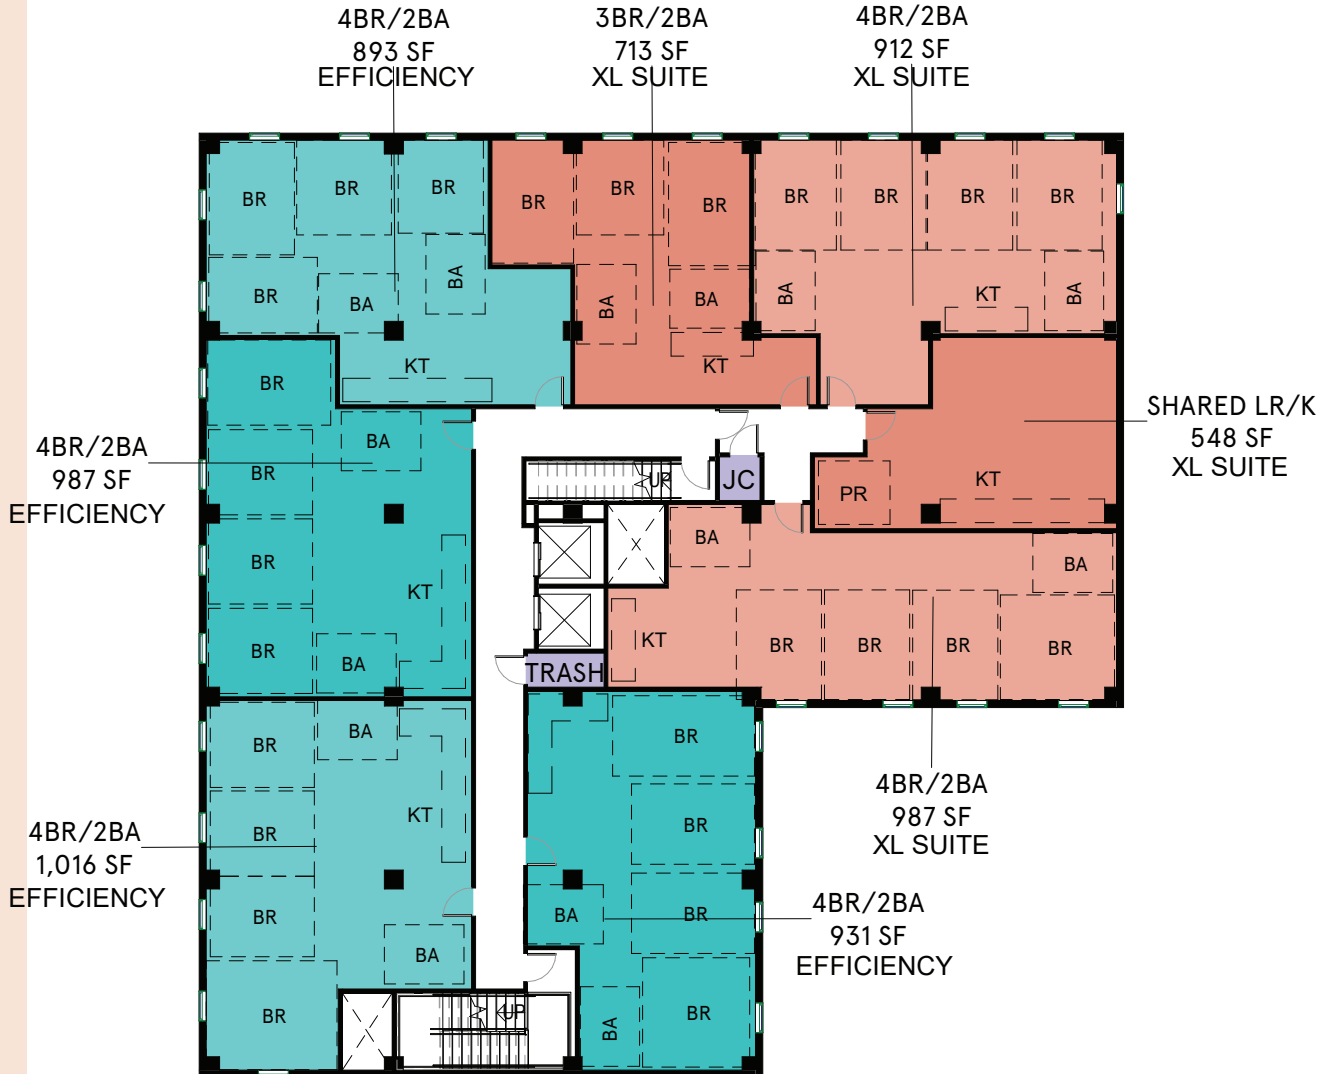 4BR/2BA
893 SF
EFFICIENCY
3BR/2BA
713 SF
XL SUITE
4BR/2BA
912 SF
XL SUITE
BR
BR
BR
BR
BR
BR
BR
BR
BR
BR
BR
BA
BA
BA
BA
BA
BA
KT
KT
KT
BR
BA
4BR/2BA
987 SF
EFFICIENCY
BR
BR
BR
BA
KT
SHARED LR/K
548 SF
XL SUITE
KT
PR
UP
JC
BA
BA
KT
BR
BR
BR
BR
TRASH
4BR/2BA
987 SF
XL SUITE
BR
BA
BR
KT
BR
BR
BA
4BR/2BA
1,016 SF
EFFICIENCY
BR
BR
BR
BR
BA
BA
4BR/2BA
931 SF
EFFICIENCY
UP